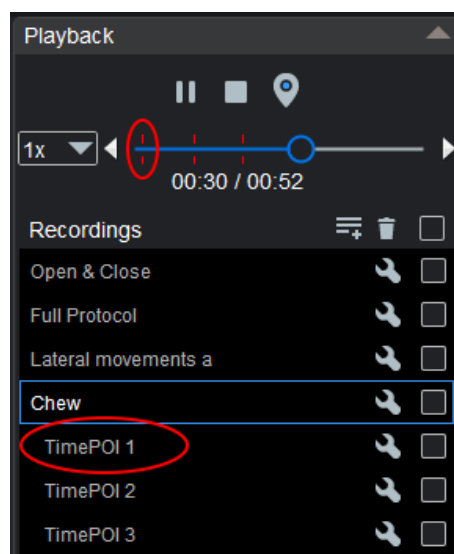 Playback
1x
00:30 / 00:52
Recordings
Open & Close
Full Protocol
Lateral movements a
Chew
TimePOI 1
TimePOI 2
TimePOI 3